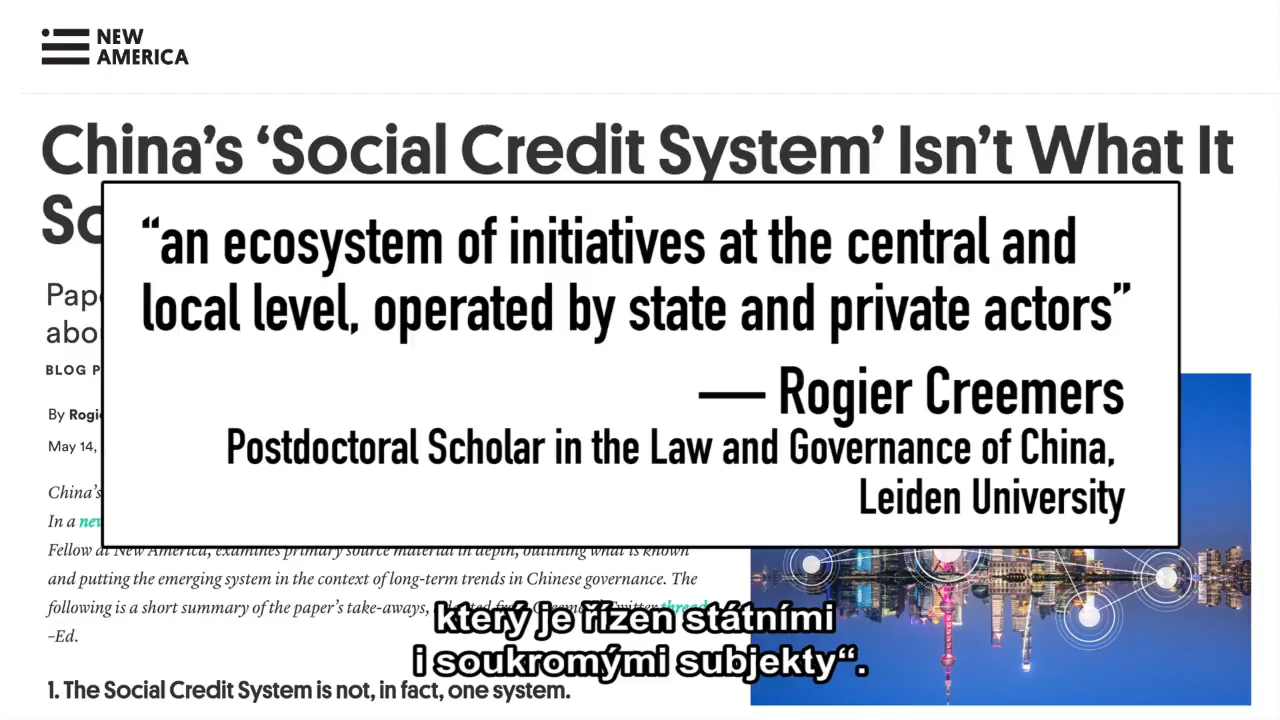 NEW
AMERICA
China’s ‘Social Credit System’ Isn’t What It
“an ecosystem of initiatives at the central and
local level, operated by state and private actors”
— Rogier Creemers
Postdoctoral Scholar in the Law and Governance of China,
Leiden University
BLOG
By
May 14,
China’s
In a
Fellow at New America, examines primary source material in depth, outlining what is known
and putting the emerging system in the context of long-term trends in Chinese governance. The
following is a short summary of the paper’s take-aways, Twitter thread
–Ed.
který je řízen státními
i soukromými subjekty“.
1. The Social Credit System is not, in fact, one system.